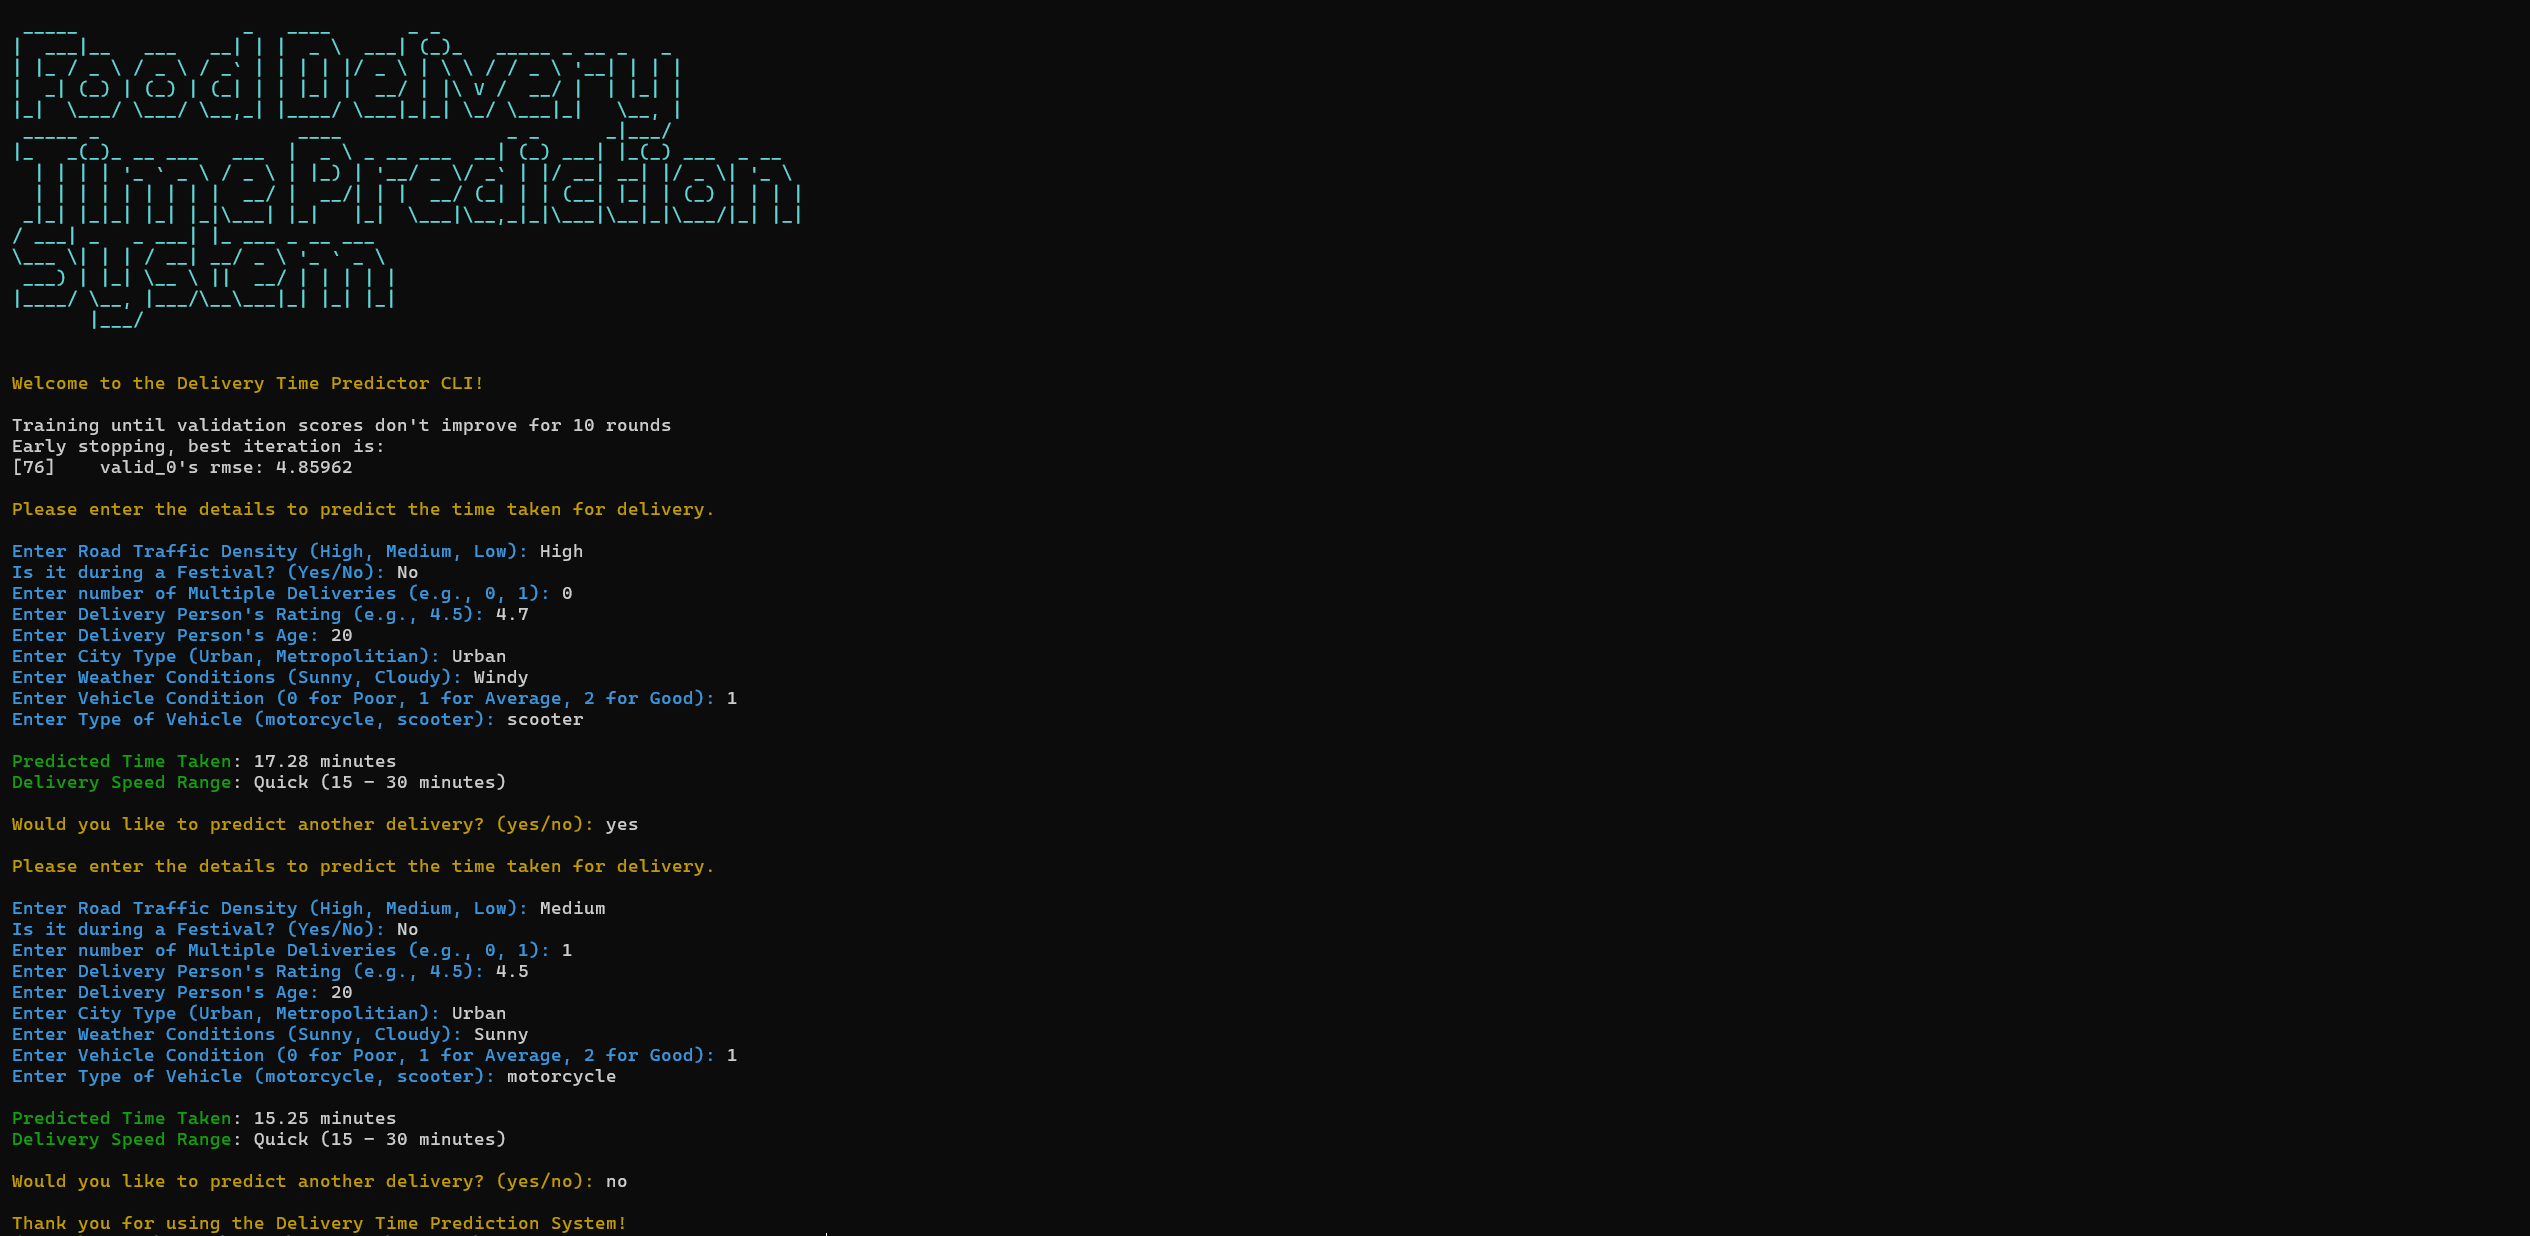 Food Delivery
Time Prediction
System
Welcome to the Delivery Time Predictor CLI!
Training until validation scores don't improve for 10 rounds
Early stopping, best iteration is:
[76]    valid_0's rmse: 4.85962
Please enter the details to predict the time taken for delivery.
Enter Road Traffic Density (High, Medium, Low): High
Is it during a Festival? (Yes/No): No
Enter number of Multiple Deliveries (e.g., 0, 1): 0
Enter Delivery Person's Rating (e.g., 4.5): 4.7
Enter Delivery Person's Age: 20
Enter City Type (Urban, Metropolitian): Urban
Enter Weather Conditions (Sunny, Cloudy): Windy
Enter Vehicle Condition (0 for Poor, 1 for Average, 2 for Good): 1
Enter Type of Vehicle (motorcycle, scooter): scooter
Predicted Time Taken: 17.28 minutes
Delivery Speed Range: Quick (15 - 30 minutes)
Would you like to predict another delivery? (yes/no): yes
Please enter the details to predict the time taken for delivery.
Enter Road Traffic Density (High, Medium, Low): Medium
Is it during a Festival? (Yes/No): No
Enter number of Multiple Deliveries (e.g., 0, 1): 1
Enter Delivery Person's Rating (e.g., 4.5): 4.5
Enter Delivery Person's Age: 20
Enter City Type (Urban, Metropolitian): Urban
Enter Weather Conditions (Sunny, Cloudy): Sunny
Enter Vehicle Condition (0 for Poor, 1 for Average, 2 for Good): 1
Enter Type of Vehicle (motorcycle, scooter): motorcycle
Predicted Time Taken: 15.25 minutes
Delivery Speed Range: Quick (15 - 30 minutes)
Would you like to predict another delivery? (yes/no): no
Thank you for using the Delivery Time Prediction System!